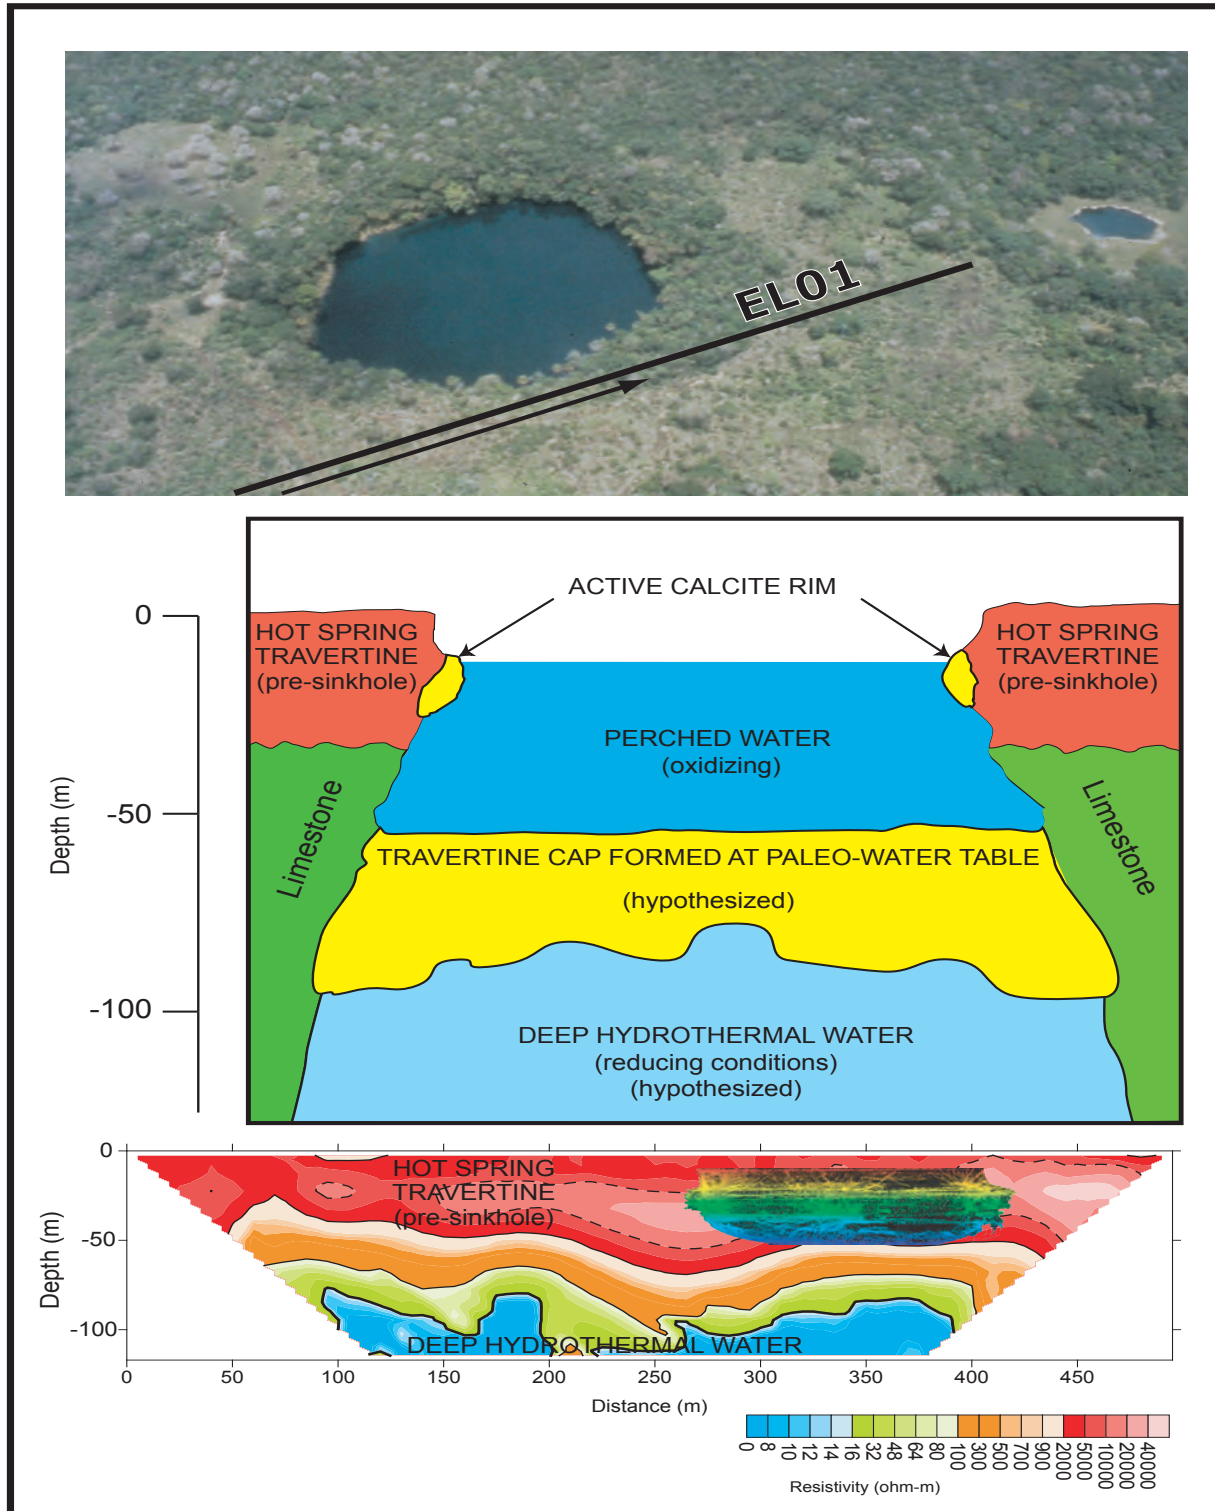 EL01
ACTIVE CALCITE RIM
0
HOT SPRING
TRAVERTINE
(pre-sinkhole)
HOT SPRING
TRAVERTINE
(pre-sinkhole)
PERCHED WATER
(oxidizing)
Depth (m)
-50
Limestone
Limestone
TRAVERTINE CAP FORMED AT PALEO-WATER TABLE
(hypothesized)
-100
DEEP HYDROTHERMAL WATER
(reducing conditions)
(hypothesized)
0
HOT SPRING
TRAVERTINE
(pre-sinkhole)
Depth (m)
-50
-100
DEEP HYDROTHERMAL WATER
0 50 100 150 200 250 300 350 400 450
Distance (m)
0 8 10 12 14 16 32 48 64 80 100 300 500 700 900 2000 5000 10000 20000 40000
Resistivity (ohm-m)